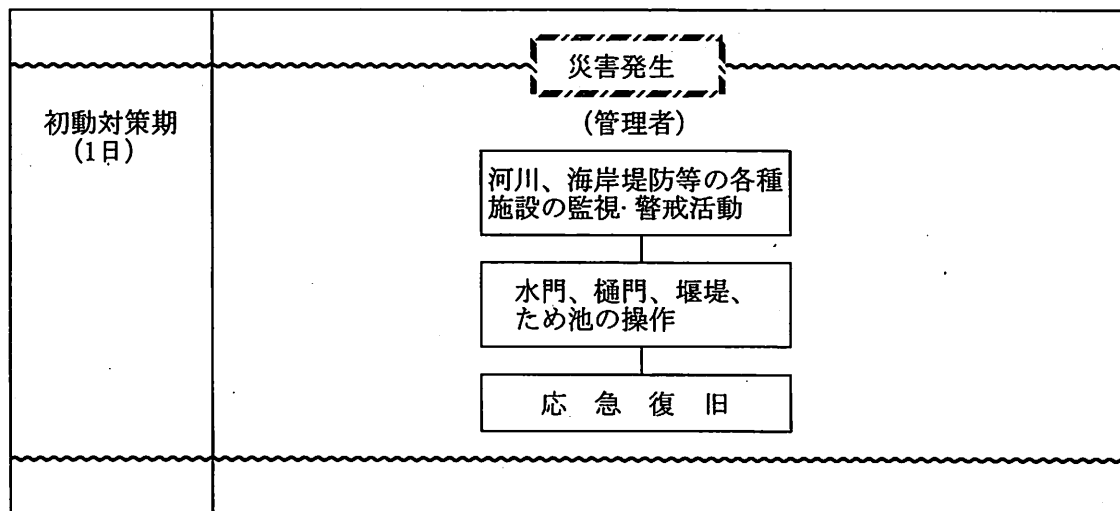 災害発生
初動対策期
(1日)
(管理者)
河川、海岸堤防等の各種
施設の監視・警戒活動
水門、樋門、堰堤、
ため池の操作
応急復旧